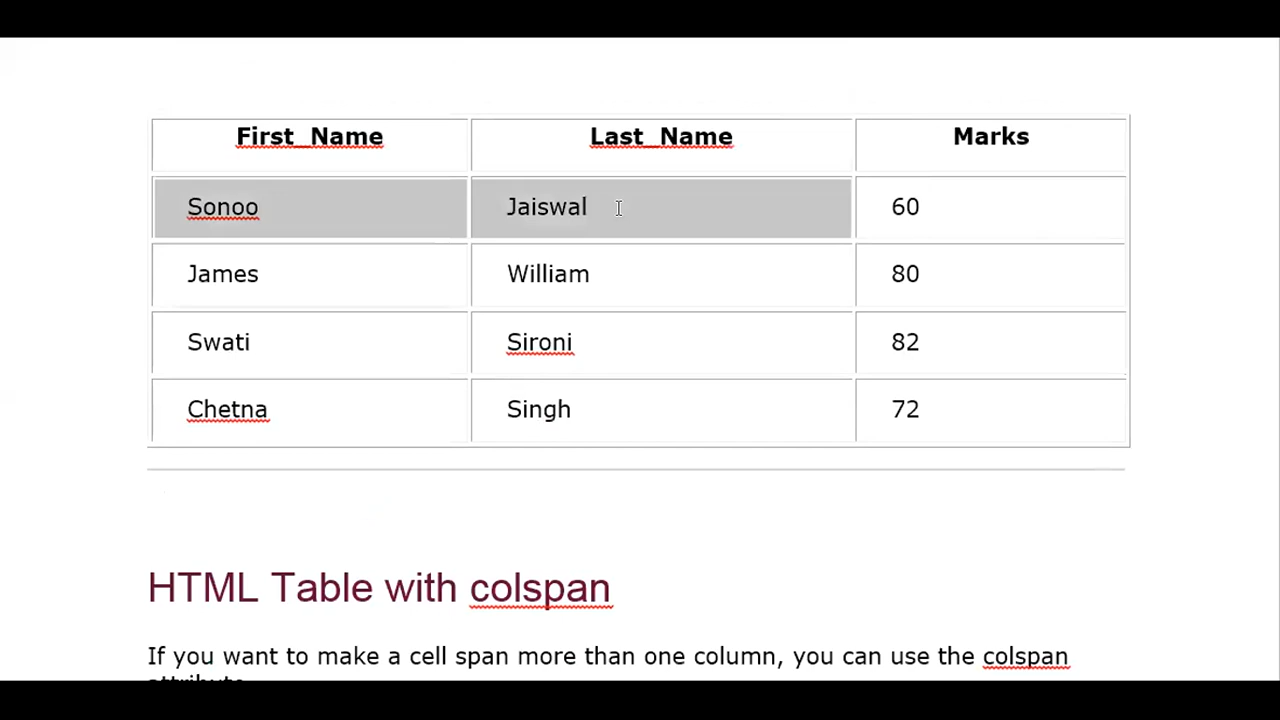 First_Name Last_Name Marks
Sonoo Jaiswal 60
James William 80
Swati Sironi 82
Chetna Singh 72
HTML Table with colspan
If you want to make a cell span more than one column, you can use the colspan